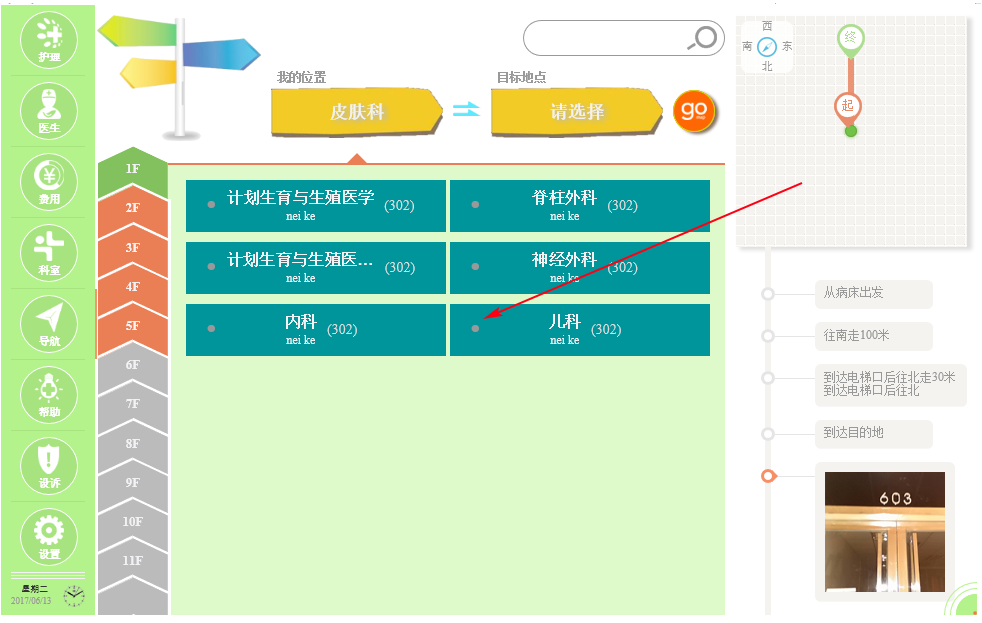 护理
医生
费用
科室
导航
帮助
设诉
设置
星期二
2017/06/13
我的位置
皮肤科
目标地点
请选择
go
1F
2F
3F
4F
5F
6F
7F
8F
9F
10F
11F
计划生育与生殖医学
nei ke
(302)
脊柱外科
nei ke
(302)
计划生育与生殖医...
nei ke
(302)
神经外科
nei ke
(302)
内科
nei ke
(302)
儿科
nei ke
(302)
西
南
东
北
终
起
从病床出发
往南走100米
到达电梯口后往北走30米
到达电梯口后往北
到达目的地
603